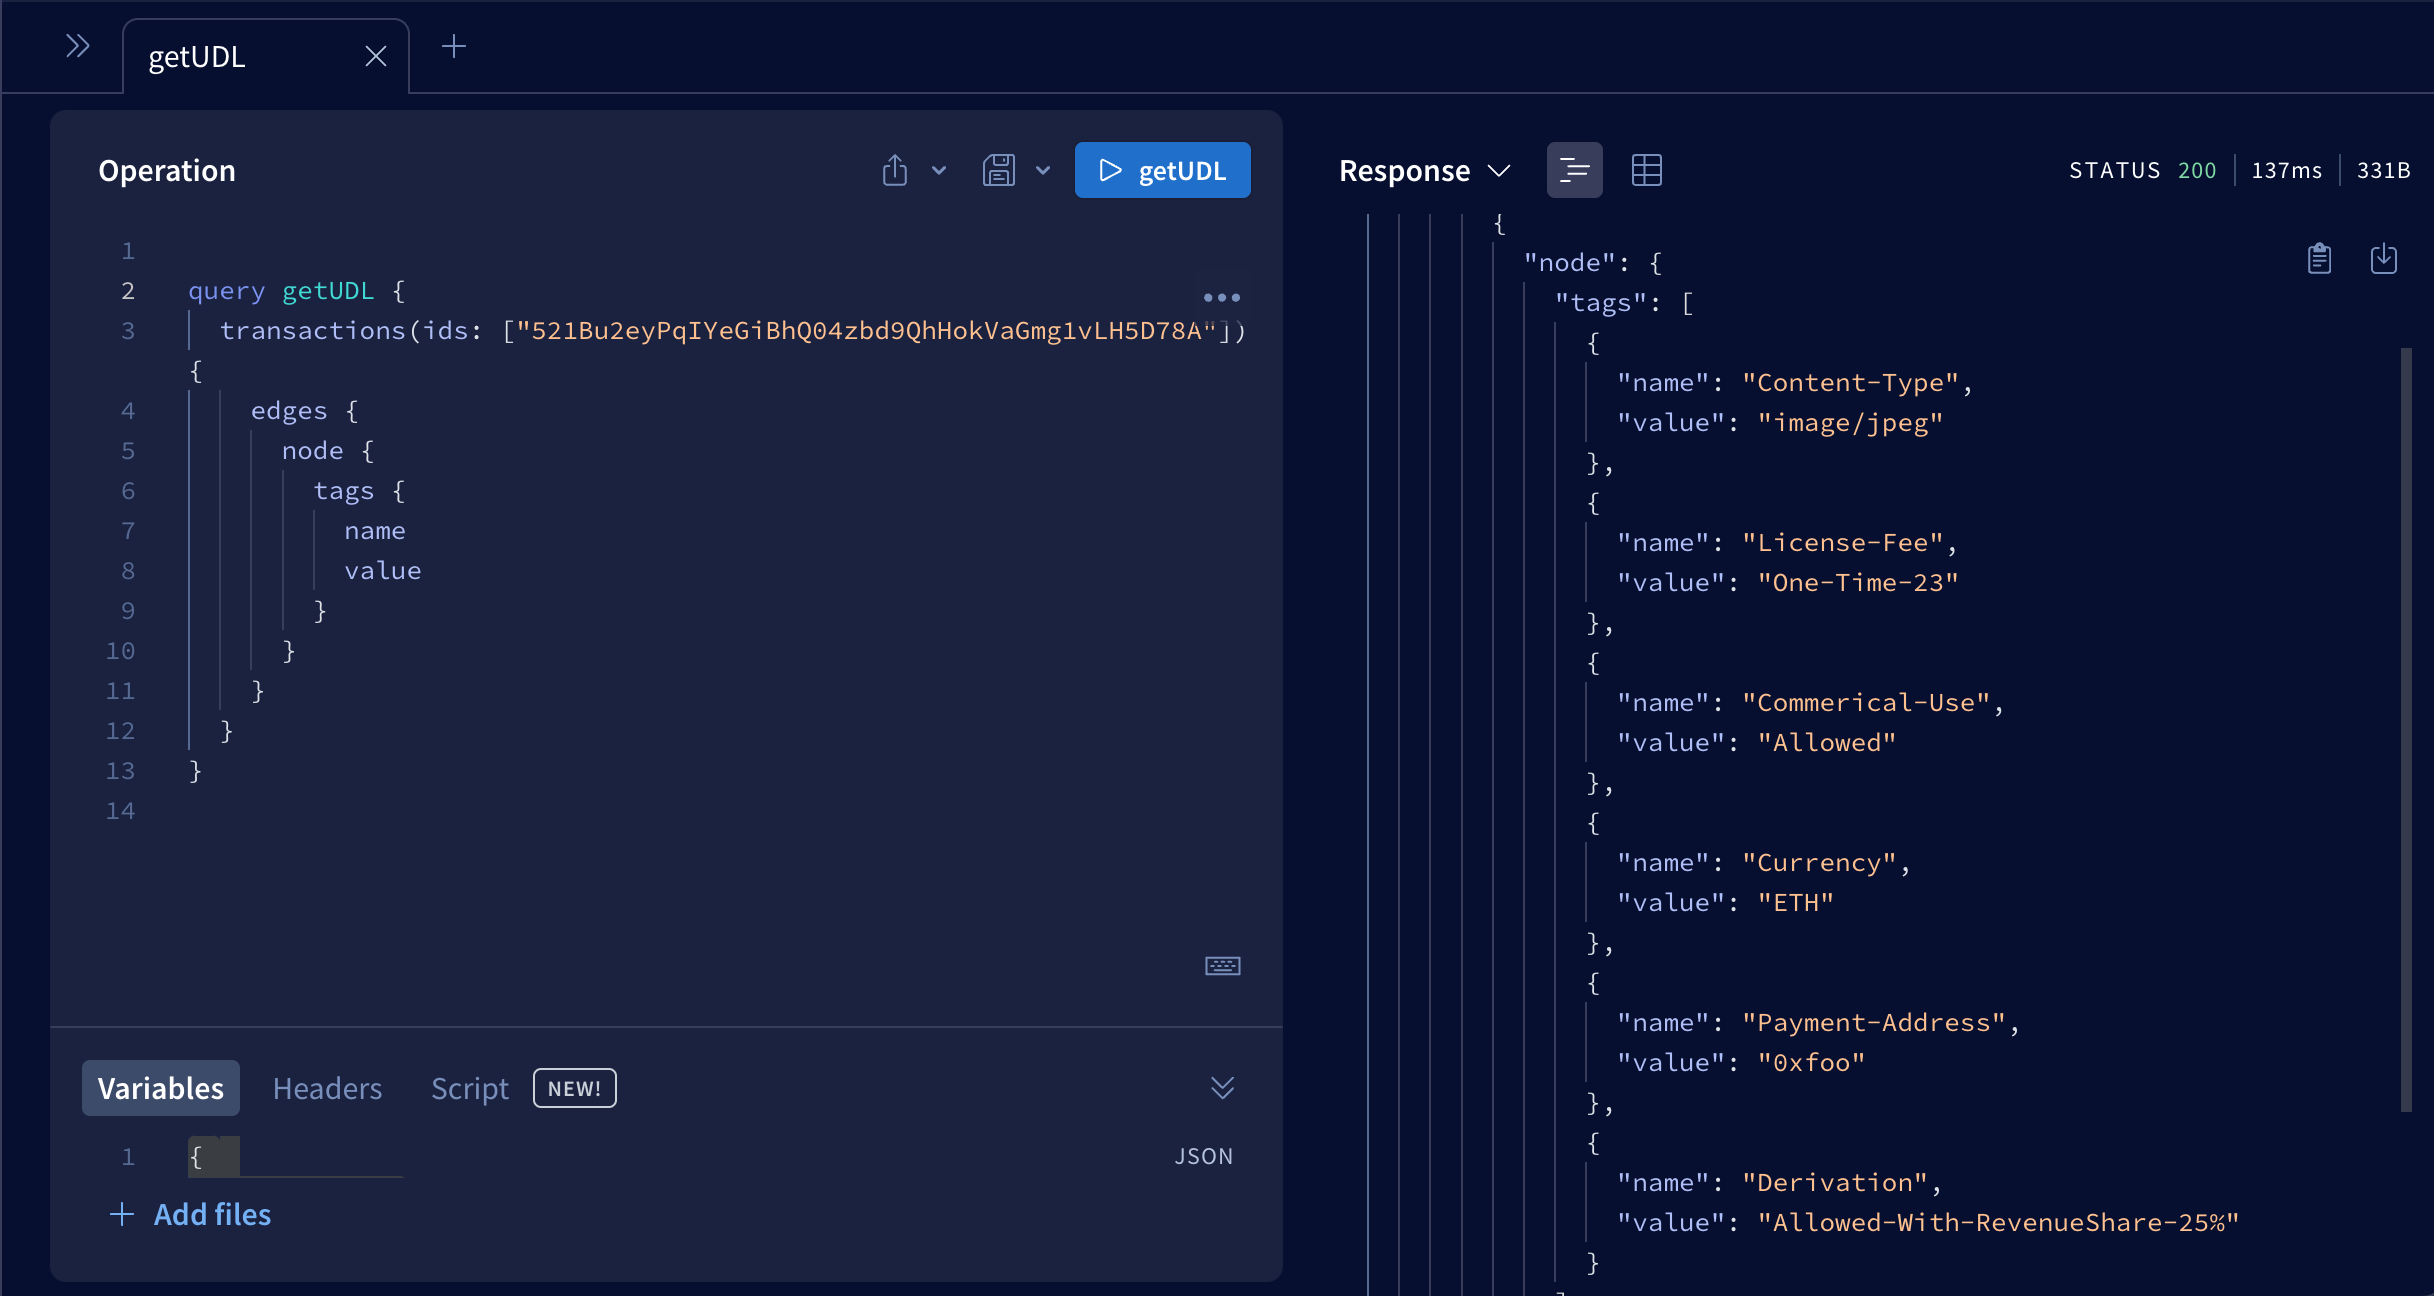 getUDL
Operation
getUDL
1
2 query getUDL {
3 transactions(ids: ["521Bu2eyPqIYeGiBhQ04zbd9QhHokVaGmg1vLH5D78A"])
{
4 edges {
5 node {
6 tags {
7 name
8 value
9 }
10 }
11 }
12 }
13 }
14
Variables Headers Script NEW!
1 {
JSON
Add files
Response STATUS 200 137ms 331B
{
"node": {
"tags": [
{
"name": "Content-Type",
"value": "image/jpeg"
},
{
"name": "License-Fee",
"value": "One-Time-23"
},
{
"name": "Commerical-Use",
"value": "Allowed"
},
{
"name": "Currency",
"value": "ETH"
},
{
"name": "Payment-Address",
"value": "0xfoo"
},
{
"name": "Derivation",
"value": "Allowed-With-RevenueShare-25%"
}